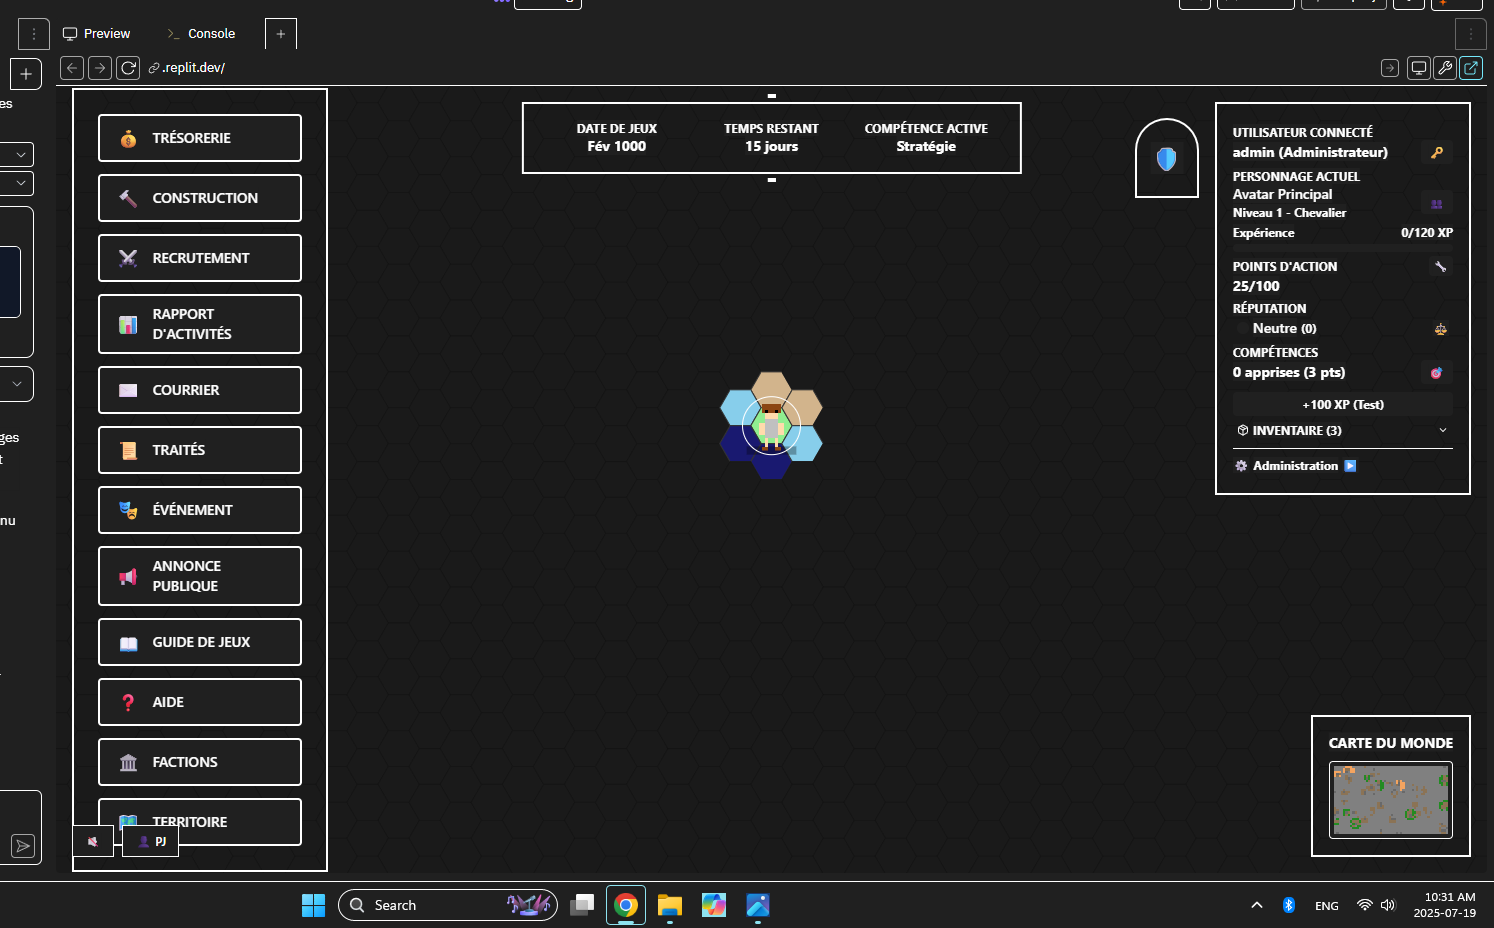 Preview
Console
.replit.dev/
es
ges
t
nu
TRÉSORERIE
CONSTRUCTION
RECRUTEMENT
RAPPORT
D'ACTIVITÉS
COURRIER
TRAITÉS
ÉVÉNEMENT
ANNONCE
PUBLIQUE
GUIDE DE JEUX
AIDE
FACTIONS
TERRITOIRE
PJ
DATE DE JEUX
Fév 1000
TEMPS RESTANT
15 jours
COMPÉTENCE ACTIVE
Stratégie
UTILISATEUR CONNECTÉ
admin (Administrateur)
PERSONNAGE ACTUEL
Avatar Principal
Niveau 1 - Chevalier
Expérience 0/120 XP
POINTS D'ACTION
25/100
RÉPUTATION
Neutre (0)
COMPÉTENCES
0 apprises (3 pts)
+100 XP (Test)
INVENTAIRE (3)
Administration
CARTE DU MONDE
Search
ENG
10:31 AM
2025-07-19